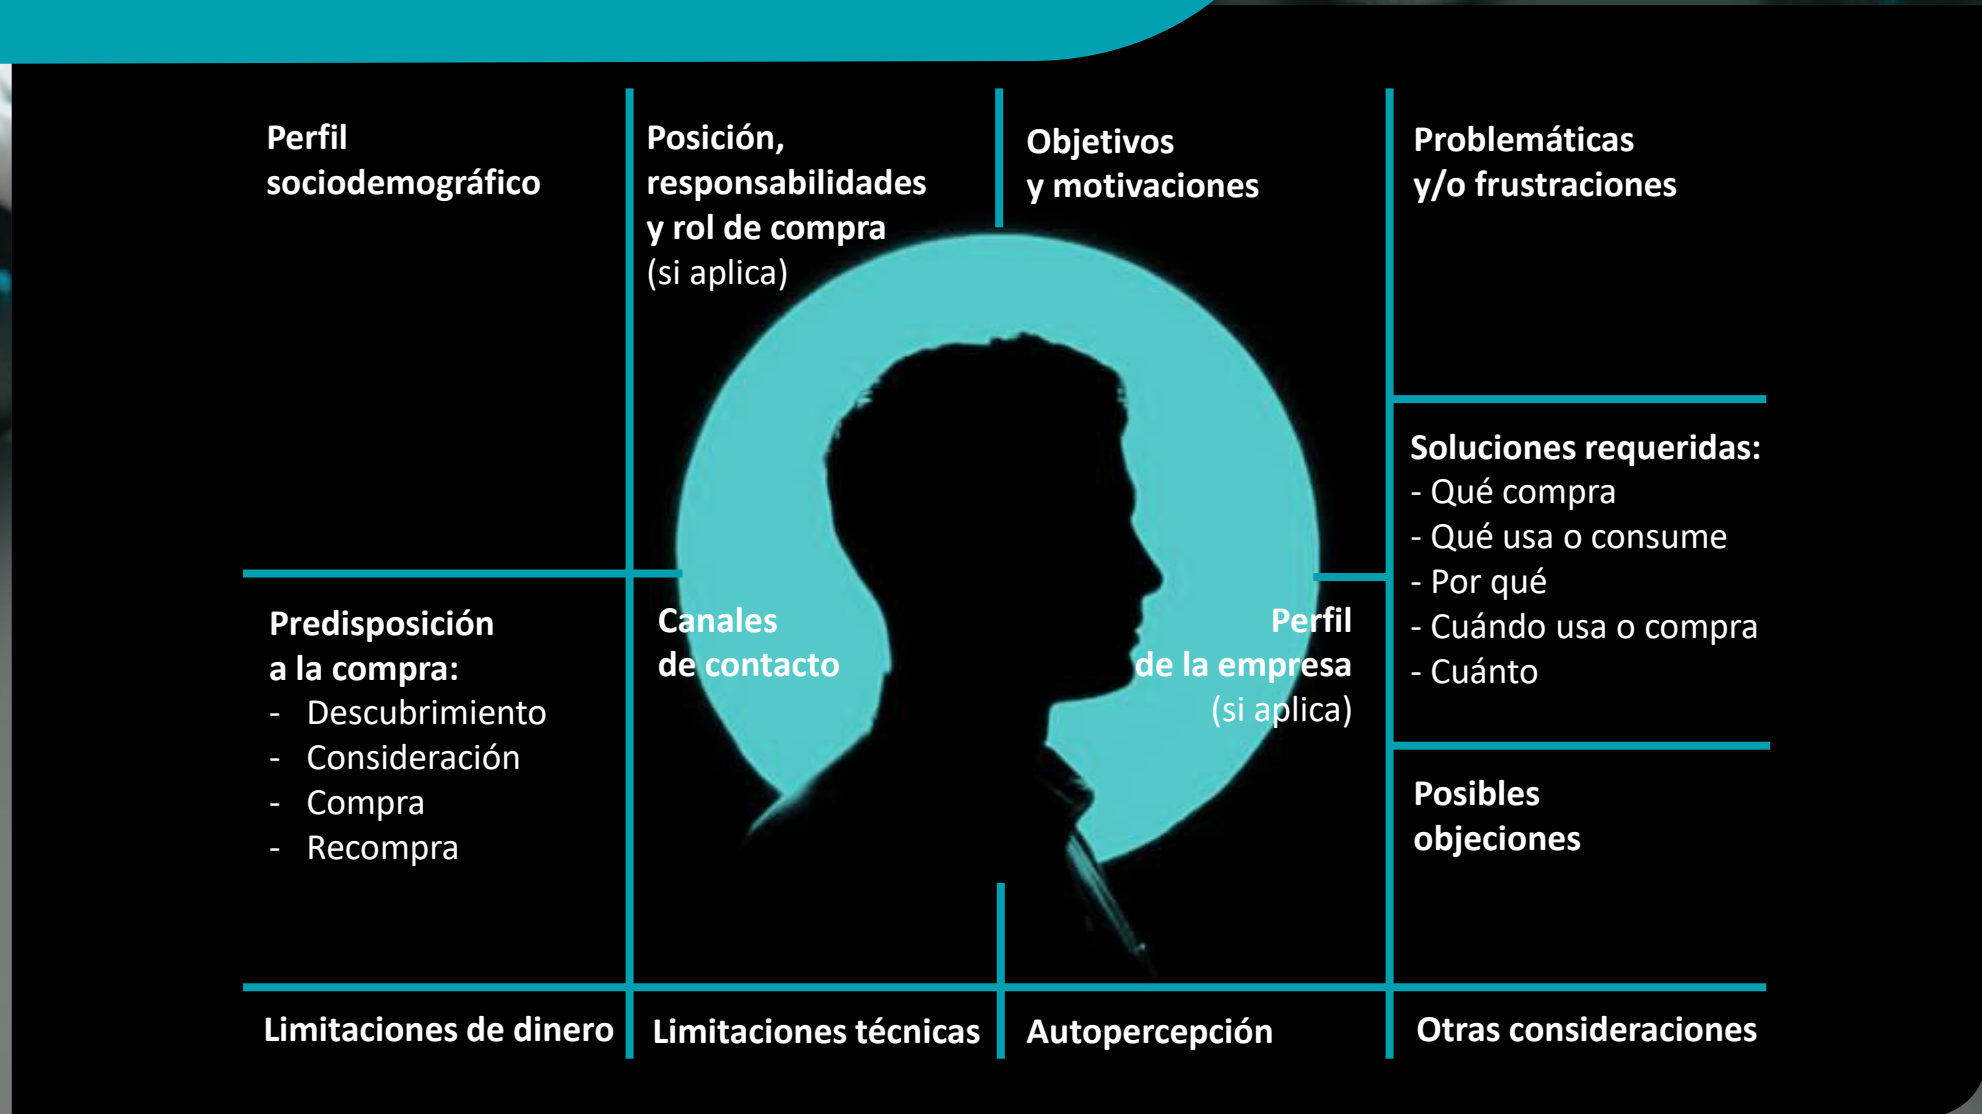 Perfil
sociodemográfico
Posición,
responsabilidades
y rol de compra
(si aplica)
Objetivos
y motivaciones
Problemáticas
y/o frustraciones
Soluciones requeridas:
- Qué compra
- Qué usa o consume
- Por qué
- Cuándo usa o compra
- Cuánto
Predisposición
a la compra:
- Descubrimiento
- Consideración
- Compra
- Recompra
Canales
de contacto
Perfil
de la empresa
(si aplica)
Posibles
objeciones
Limitaciones de dinero
Limitaciones técnicas
Autopercepción
Otras consideraciones